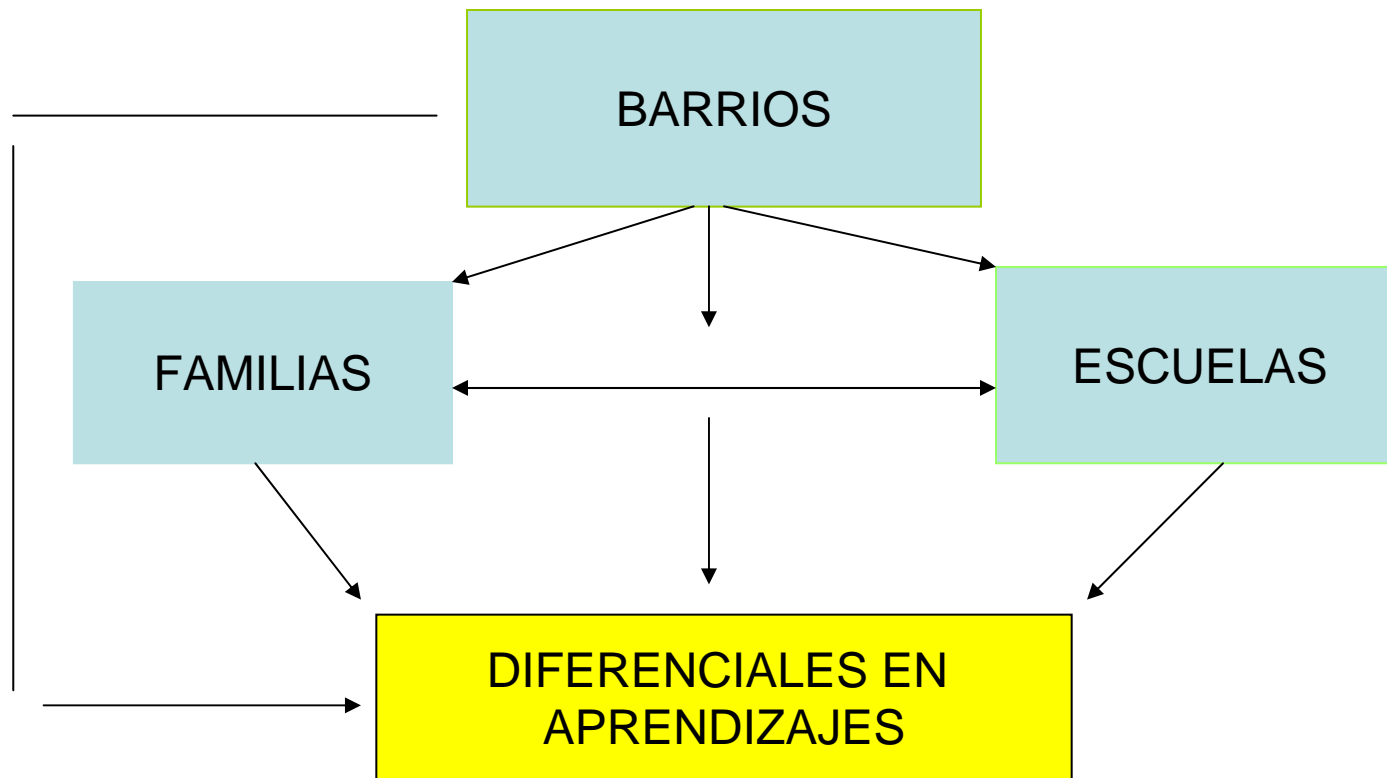 BARRIOS
FAMILIAS
ESCUELAS
DIFERENCIALES EN
APRENDIZAJES